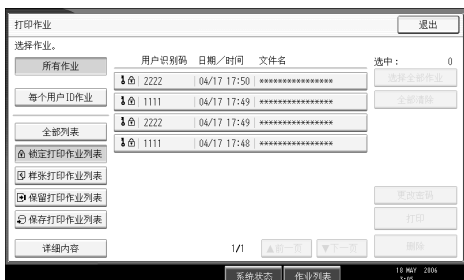 打印作业
退出
选择作业。
所有作业
每个用户ID作业
全部列表
锁定打印作业列表
样张打印作业列表
保留打印作业列表
保存打印作业列表
详细内容
用户识别码 日期／时间 文件名
2222 04/17 17:50 ****************
1111 04/17 17:49 ****************
2222 04/17 17:49 ****************
1111 04/17 17:48 ****************
1/1 ▲前一页 ▼下一页
选中： 0
选择全部作业
全部清除
更改密码
打印
删除
系统状态 作业列表
18 MAY 2006
3:05